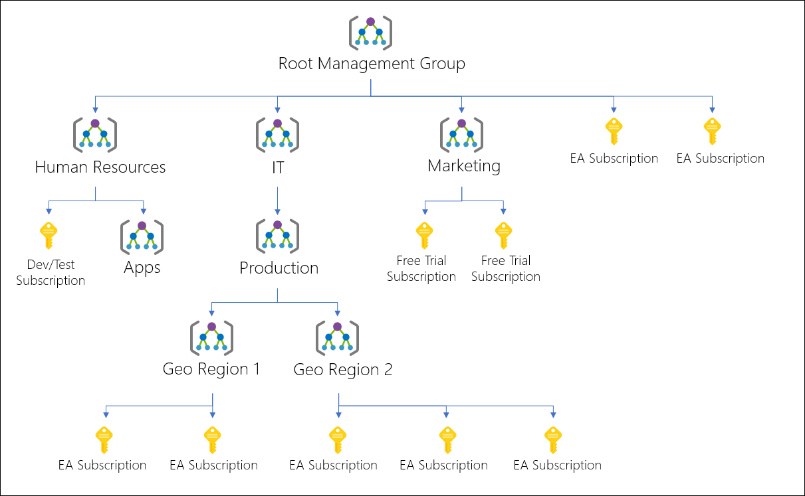 Root Management Group
Human Resources
IT
Marketing
EA Subscription
EA Subscription
Dev/Test
Subscription
Apps
Production
Free Trial
Subscription
Free Trial
Subscription
Geo Region 1
Geo Region 2
EA Subscription
EA Subscription
EA Subscription
EA Subscription
EA Subscription